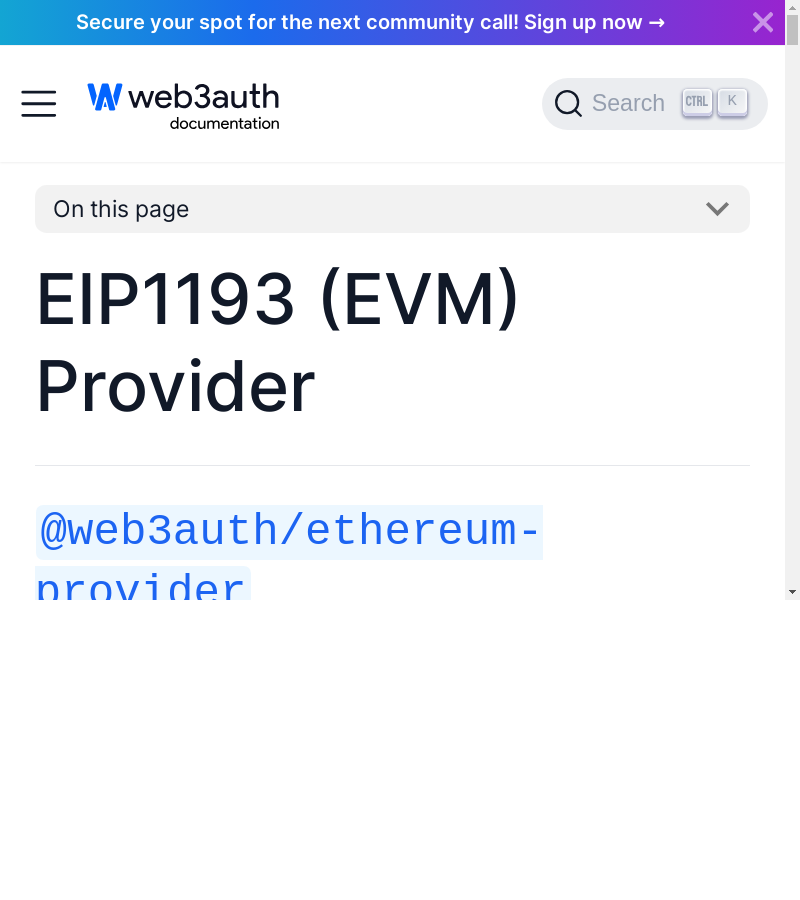 Secure your spot for the next community call! Sign up now →
web3auth
documentation
Search CTRL K
On this page
EIP1193 (EVM)
Provider
@web3auth/ethereum-
provider